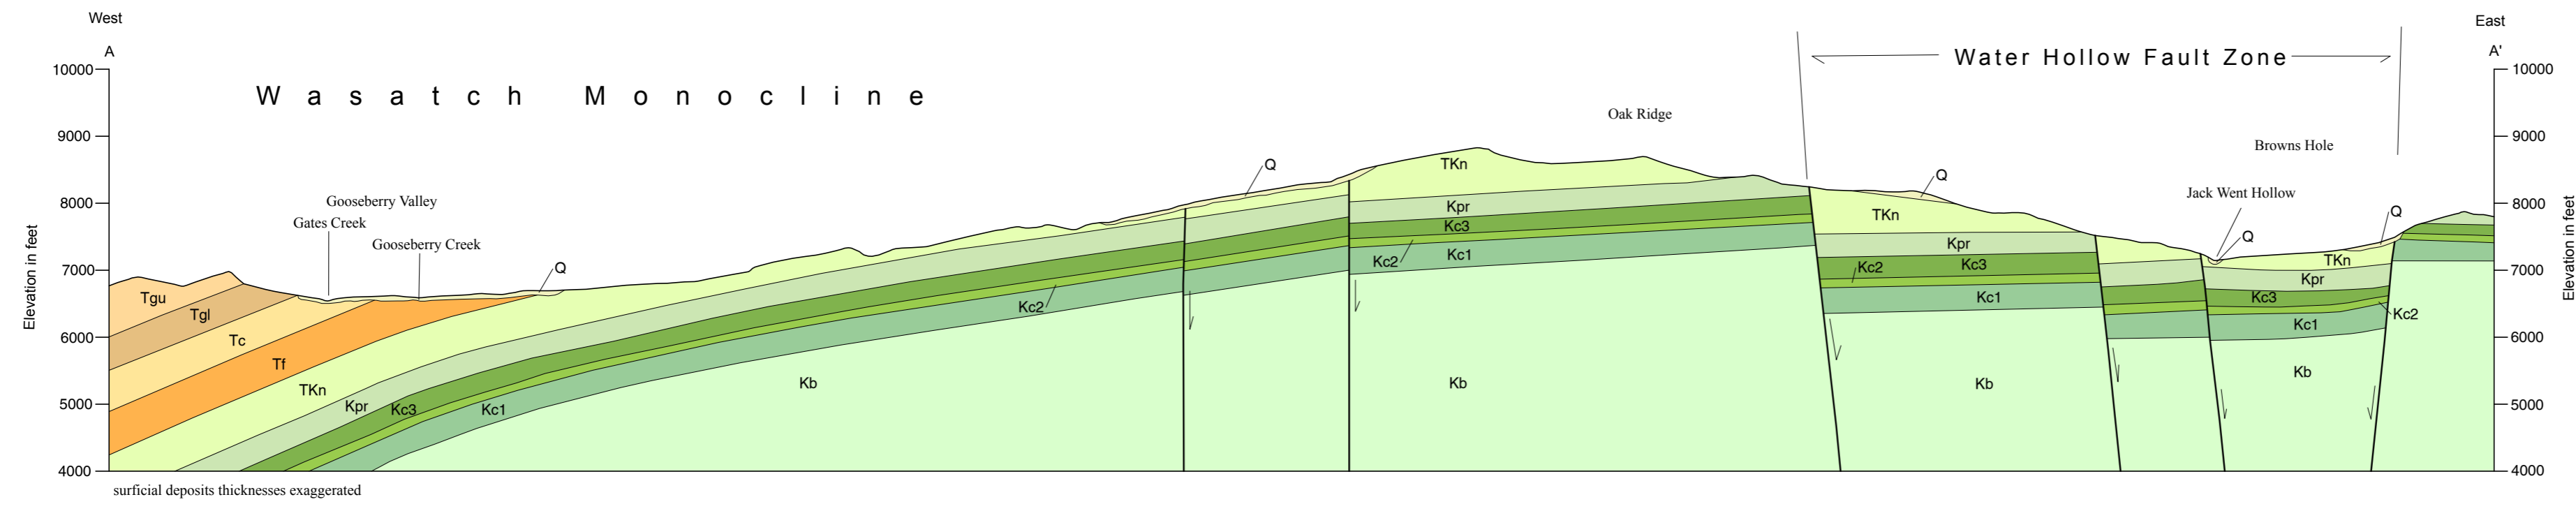 West
East
A
A'
10000
10000
Water Hollow Fault Zone
Wasatch Monocline
Oak Ridge
9000
9000
Browns Hole
Q
TKn
Q
Jack Went Hollow
Gooseberry Valley
8000
8000
Gates Creek
Kpr
TKn
Q
Gooseberry Creek
Kc3
Kpr
Q
Elevation in feet
Elevation in feet
Q
Kc2
Kc1
Kc2
Kc3
TKn
7000
7000
Tgu
Kc1
Kpr
Tgl
Kc2
Kc3
Kc2
Tc
Kc1
6000
6000
Tf
Kb
Kb
Kb
Kb
TKn
Kpr
Kc3
Kc1
5000
5000
4000
4000
surficial deposits thicknesses exaggerated